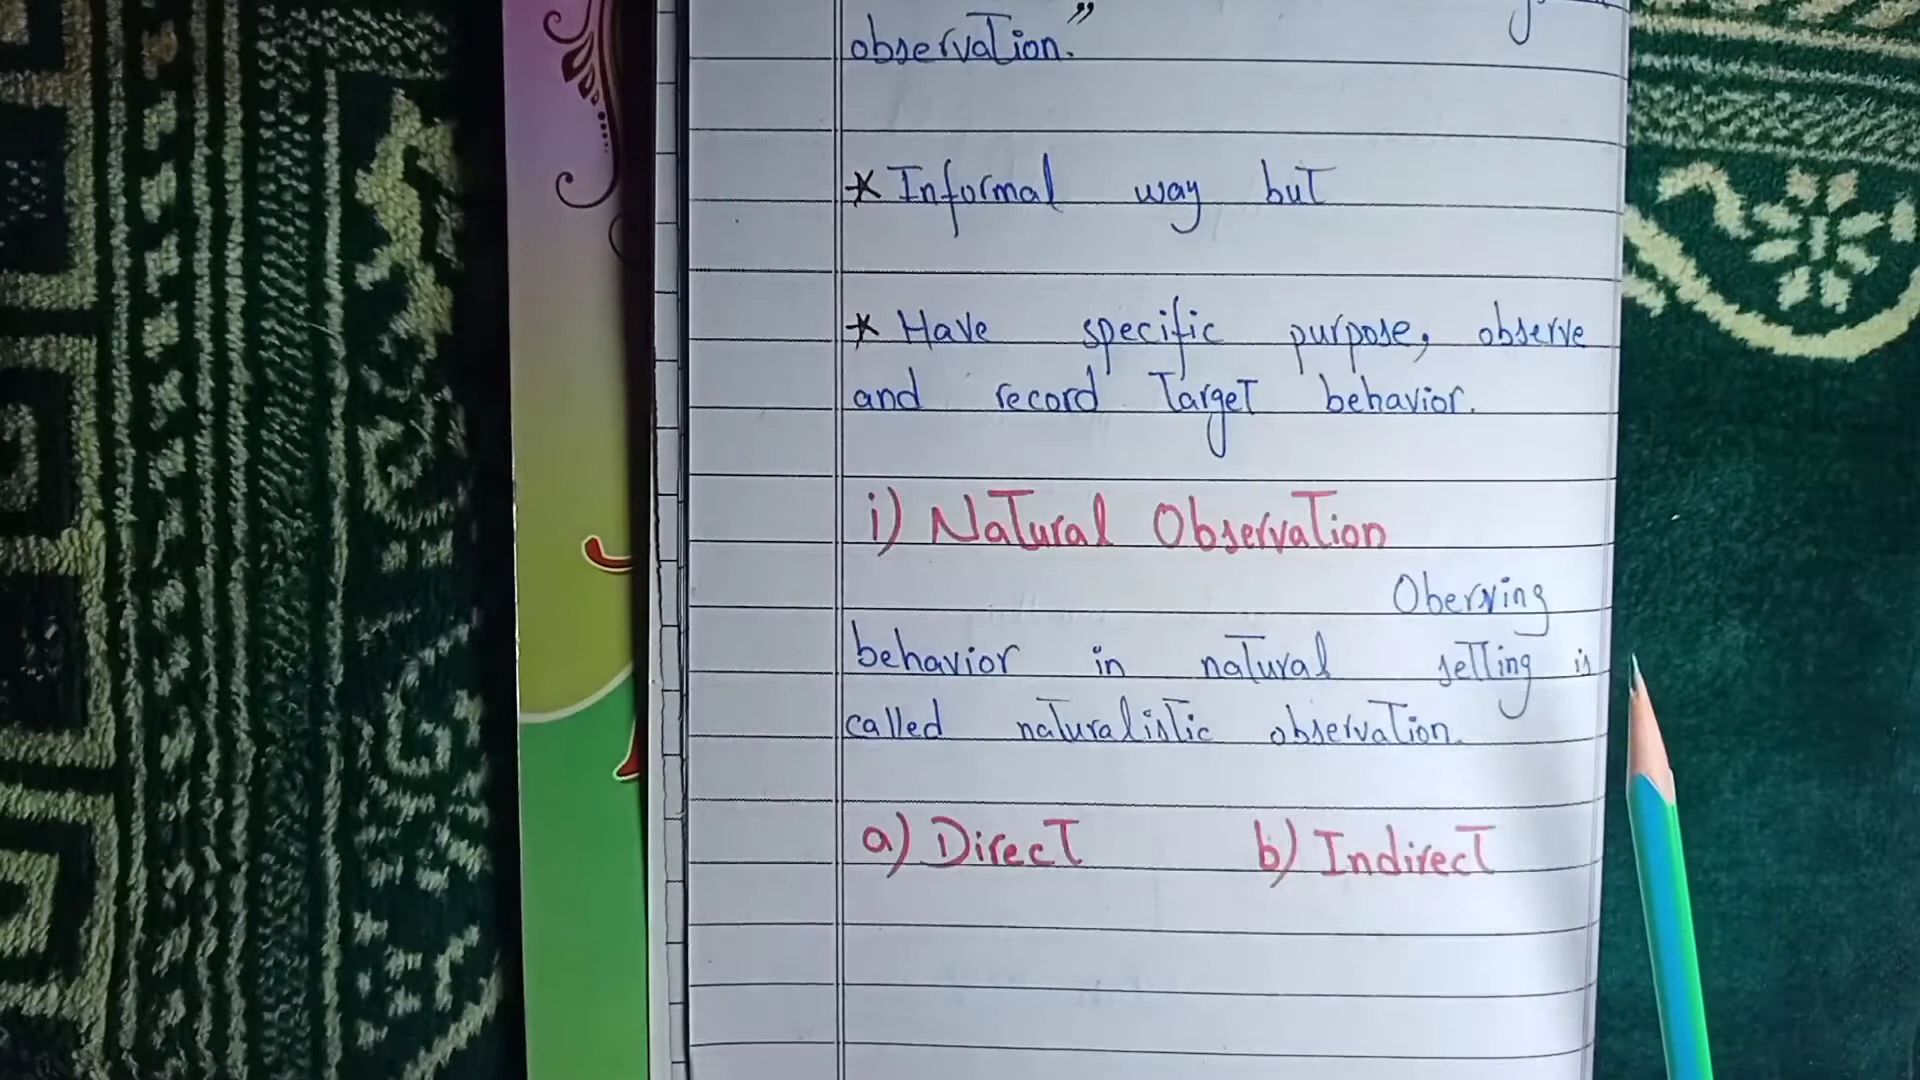 observation."
* Informal way but
* Have specific purpose, observe
and record target behavior.
i) Natural Observation
Oberving
behavior in natural setting is
called naturalistic observation.
a) Direct b) Indirect